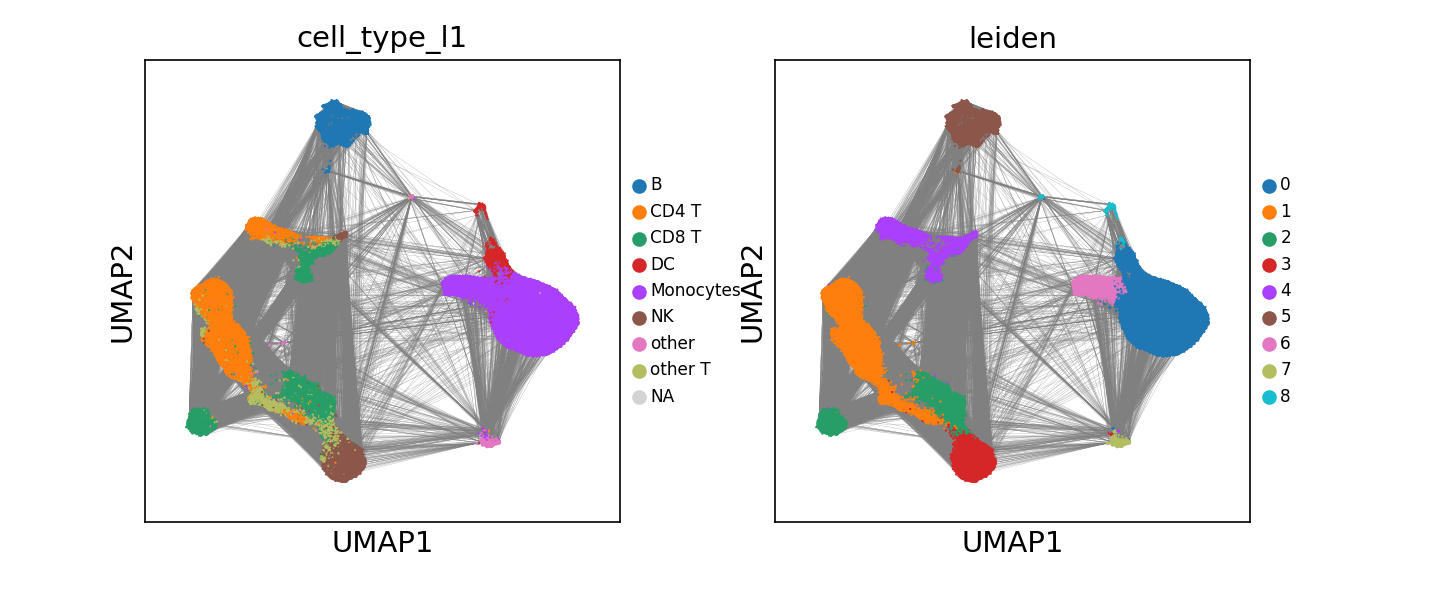 cell_type_l1
UMAP2
UMAP1
B
CD4 T
CD8 T
DC
Monocytes
NK
other
other T
NA
leiden
UMAP2
UMAP1
0
1
2
3
4
5
6
7
8